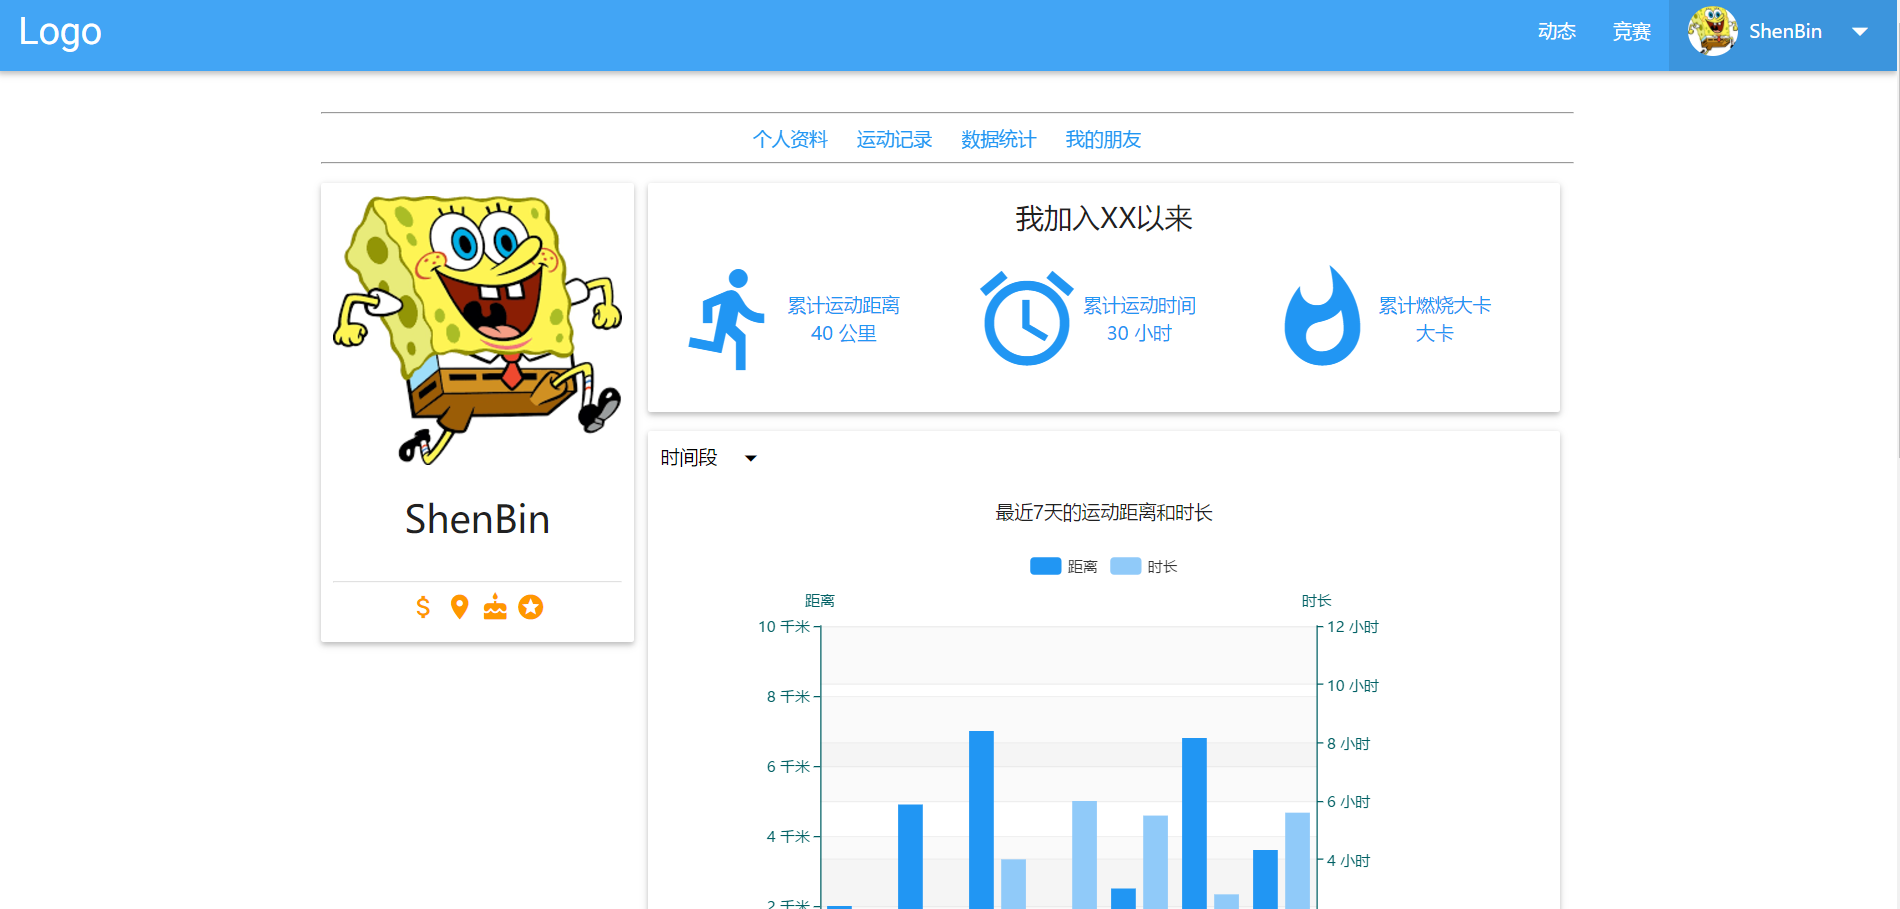 Logo
动态 竞赛 ShenBin
个人资料 运动记录 数据统计 我的朋友
ShenBin
我加入XX以来
累计运动距离
40 公里
累计运动时间
30 小时
累计燃烧大卡
大卡
时间段
最近7天的运动距离和时长
距离 时长
距离 时长
10 千米 12 小时
8 千米 10 小时
6 千米 8 小时
4 千米 6 小时
2 千米 4 小时